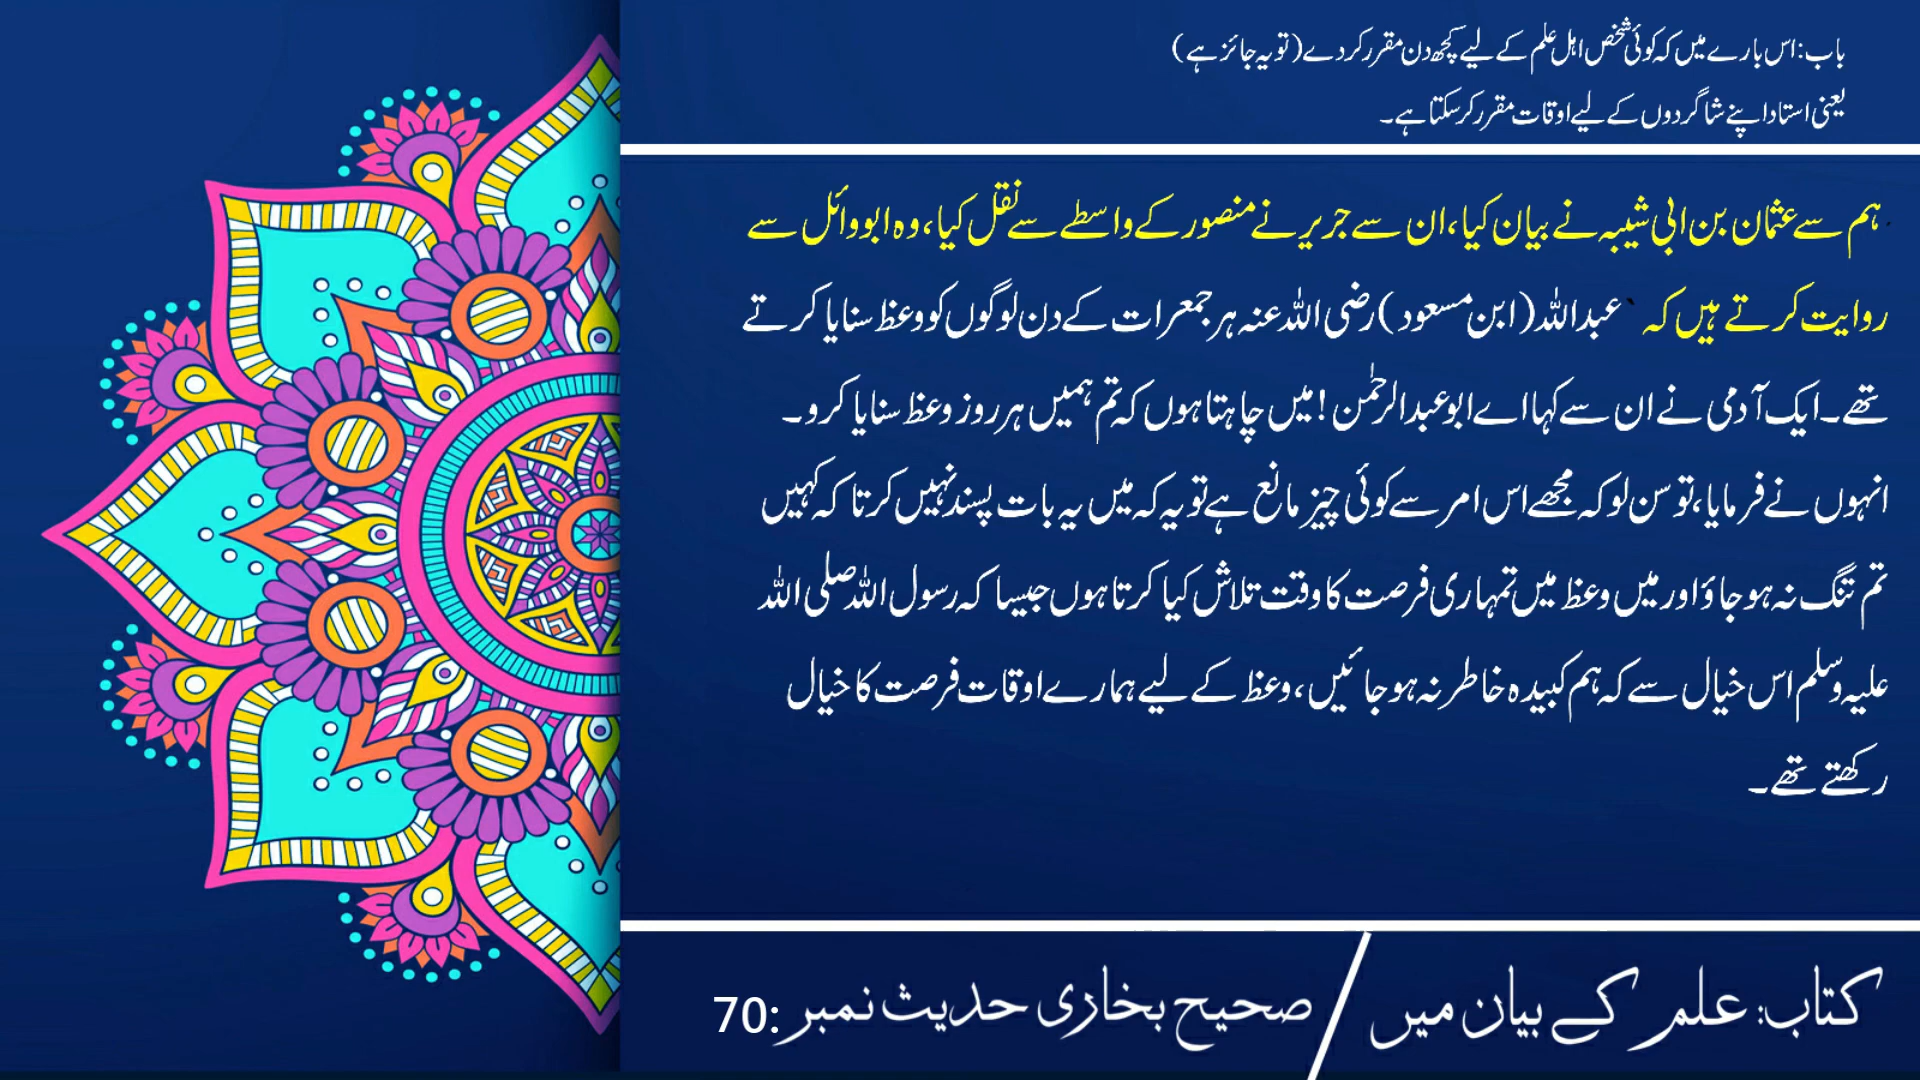 باب: اس بارے میں کہ کوئی شخص اہل علم کے لیے کچھ دن مقرر کر دے (تو یہ جائز ہے)
یعنی استاد اپنے شاگردوں کے لیے اوقات مقرر کر سکتا ہے۔
ہم سے عثمان بن ابی شیبہ نے بیان کیا، ان سے جریر نے منصور کے واسطے سے نقل کیا، وہ ابووائل سے
روایت کرتے ہیں کہ `عبداللہ (ابن مسعود) رضی اللہ عنہ ہر جمعرات کے دن لوگوں کو وعظ سنایا کرتے
تھے۔ ایک آدمی نے ان سے کہا اے ابوعبدالرحمٰن! میں چاہتا ہوں کہ تم ہمیں ہر روز وعظ سنایا کرو۔
انہوں نے فرمایا، تو سن لو کہ مجھے اس امر سے کوئی چیز مانع ہے تو یہ کہ میں یہ بات پسند نہیں کرتا کہ کہیں
تم تنگ نہ ہو جاؤ اور میں وعظ میں تمہاری فرصت کا وقت تلاش کیا کرتا ہوں جیسا کہ رسول اللہ صلی اللہ
علیہ وسلم اس خیال سے کہ ہم کبیدہ خاطر نہ ہو جائیں، وعظ کے لیے ہمارے اوقات فرصت کا خیال
رکھتے تھے۔
کتاب: علم کے بیان میں / صحیح بخاری حدیث نمبر :70